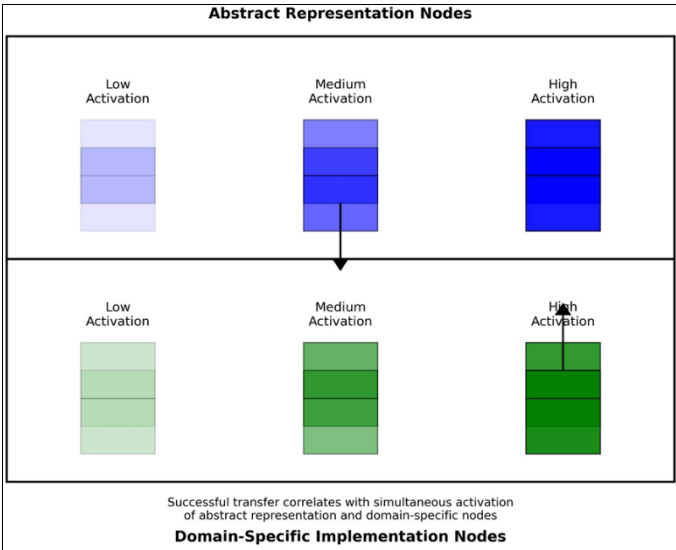 Abstract Representation Nodes
Low
Activation
Medium
Activation
High
Activation
Low
Activation
Medium
Activation
High
Activation
Successful transfer correlates with simultaneous activation
of abstract representation and domain-specific nodes
Domain-Specific Implementation Nodes